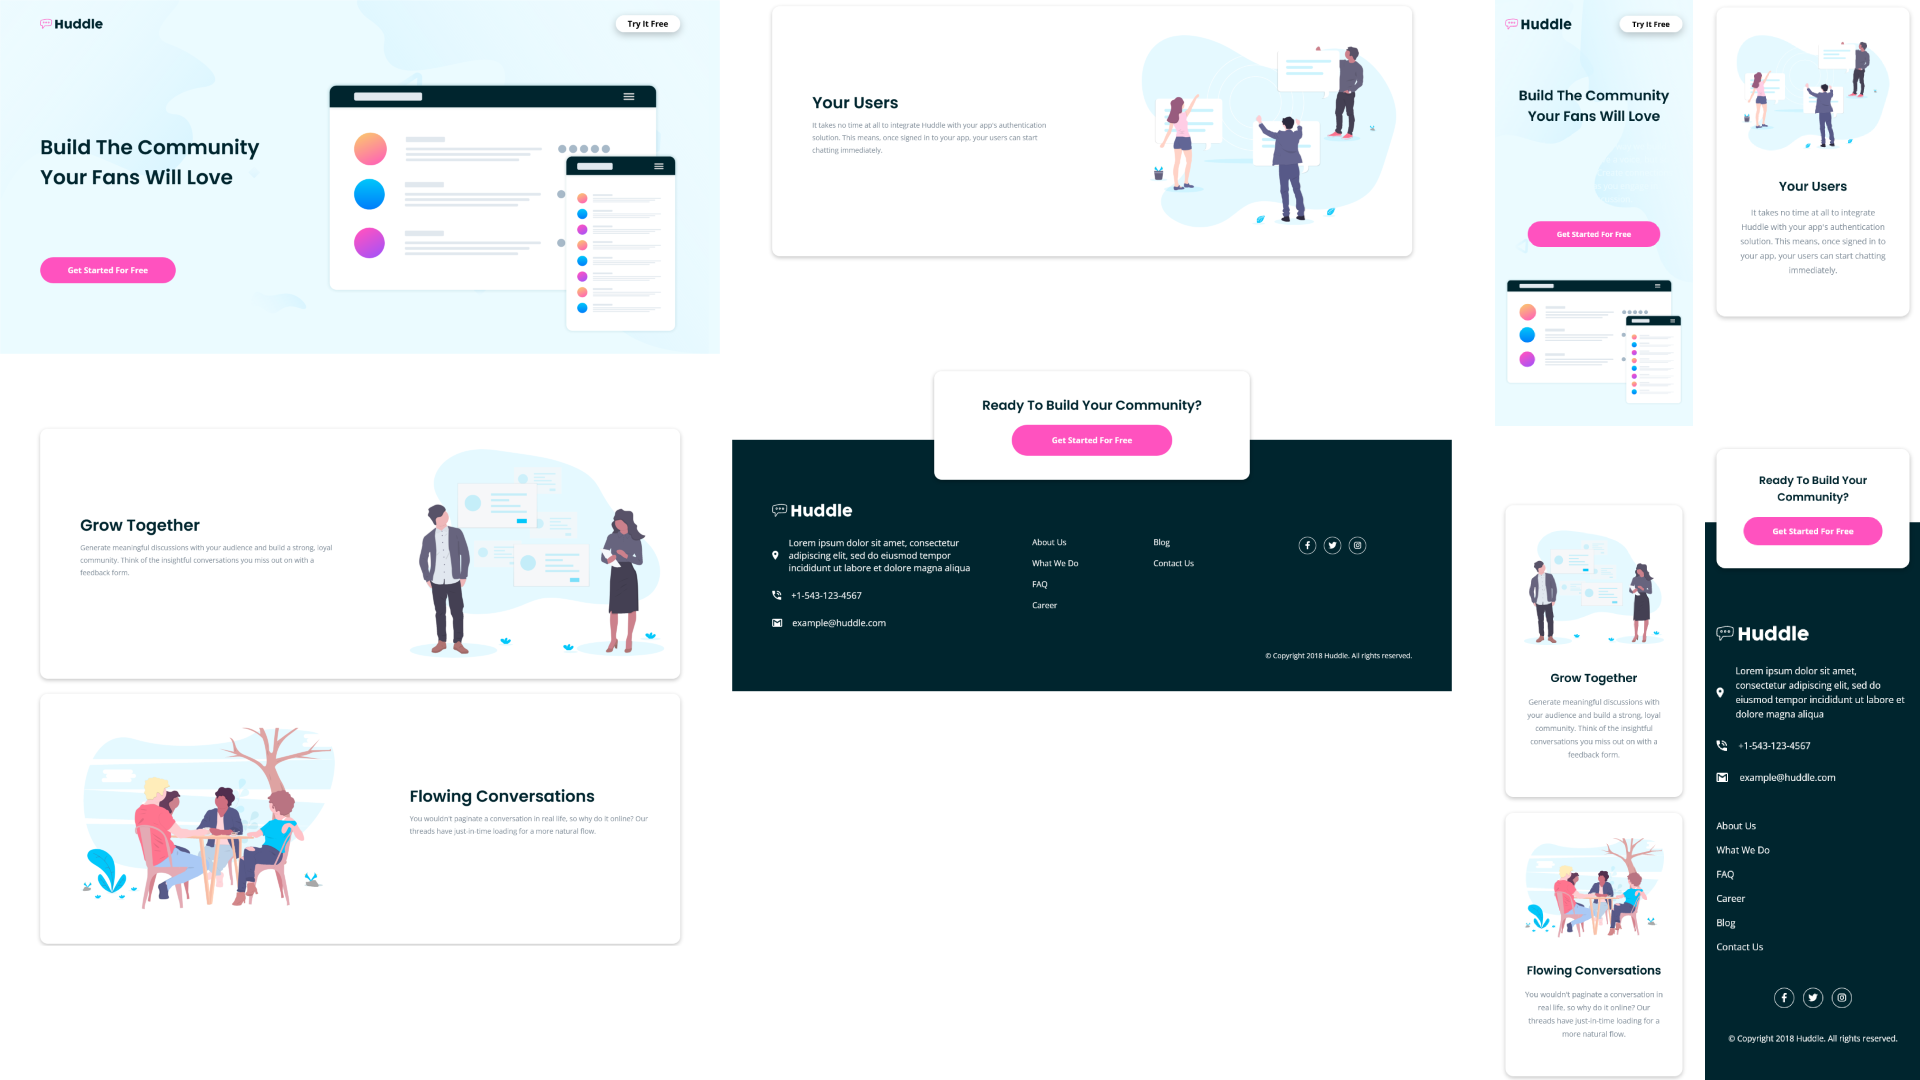 Huddle
Try It Free
Build The Community
Your Fans Will Love
Get Started For Free
Grow Together
Generate meaningful discussions with your audience and build a strong, loyal
community. Think of the insightful conversations you miss out on with a
feedback form.
Flowing Conversations
You wouldn't paginate a conversation in real life, so why do it online? Our
threads have just-in-time loading for a more natural flow.
Your Users
It takes no time at all to integrate Huddle with your app's authentication
solution. This means, once signed in to your app, your users can start
chatting immediately.
Ready To Build Your Community?
Get Started For Free
Huddle
Lorem ipsum dolor sit amet, consectetur
adipiscing elit, sed do eiusmod tempor
incididunt ut labore et dolore magna aliqua
+1-543-123-4567
example@huddle.com
About Us
What We Do
FAQ
Career
Blog
Contact Us
© Copyright 2018 Huddle. All rights reserved.
Huddle
Try It Free
Build The Community
Your Fans Will Love
Get Started For Free
Grow Together
Generate meaningful discussions with
your audience and build a strong, loyal
community. Think of the insightful
conversations you miss out on with a
feedback form.
Flowing Conversations
You wouldn't paginate a conversation in
real life, so why do it online? Our
threads have just-in-time loading for a
more natural flow.
Your Users
It takes no time at all to integrate
Huddle with your app's authentication
solution. This means, once signed in to
your app, your users can start chatting
immediately.
Ready To Build Your
Community?
Get Started For Free
Huddle
Lorem ipsum dolor sit amet,
consectetur adipiscing elit, sed do
eiusmod tempor incididunt ut labore et
dolore magna aliqua
+1-543-123-4567
example@huddle.com
About Us
What We Do
FAQ
Career
Blog
Contact Us
© Copyright 2018 Huddle. All rights reserved.